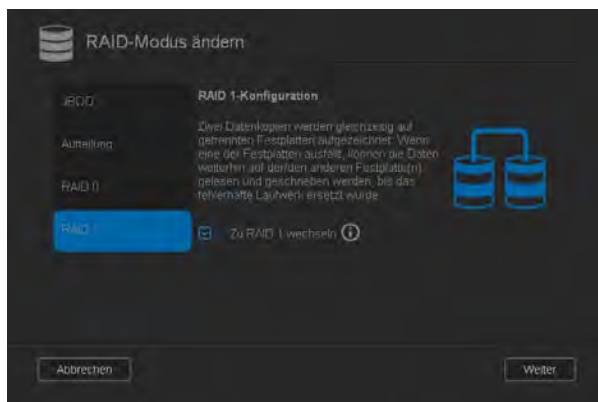 RAID-Modus ändern
JBOD
Aufteilung
RAID 0
RAID 1
RAID 1-Konfiguration
Zwei Datenkopien werden gleichzeitig auf
getrennten Festplatten aufgezeichnet. Wenn
eine der Festplatten ausfällt, können die Daten
weiterhin auf der/den anderen Festplatte(n)
gelesen und geschrieben werden, bis das
fehlerhafte Laufwerk ersetzt wurde.
Zu RAID 1 wechseln
Abbrechen
Weiter